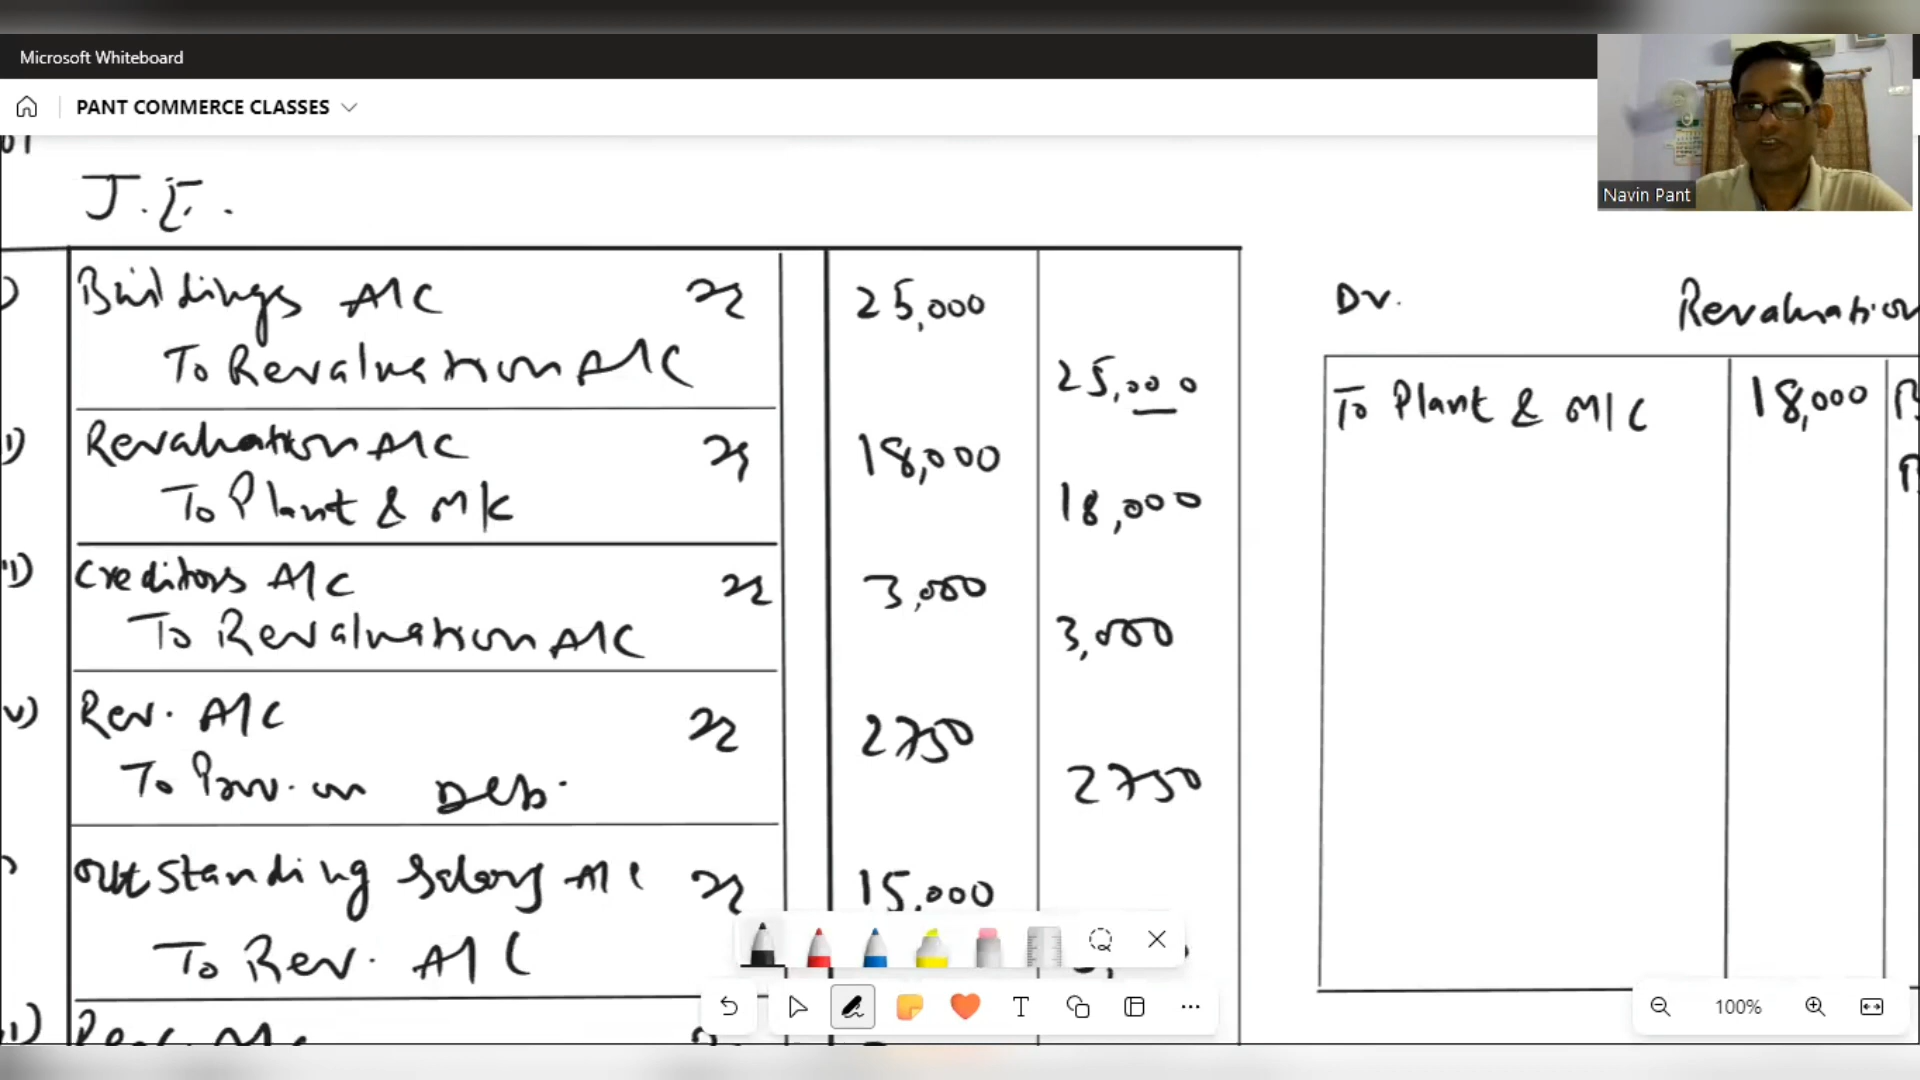 Microsoft Whiteboard
PANT COMMERCE CLASSES
Navin Pant
J.E.
Buildings A/C Dr 25,000
To Revaluation A/C 25,000
Revaluation A/C Dr 18,000
To Plant & M/c 18,000
Creditors A/C Dr 3,000
To Revaluation A/C 3,000
v) Rev. A/C Dr 2750
To Prov. on Deb. 2750
Outstanding Salary A/C Dr 15,000
To Rev. A/C
Dr. Revaluation
To Plant & M/C 18,000
T
100%